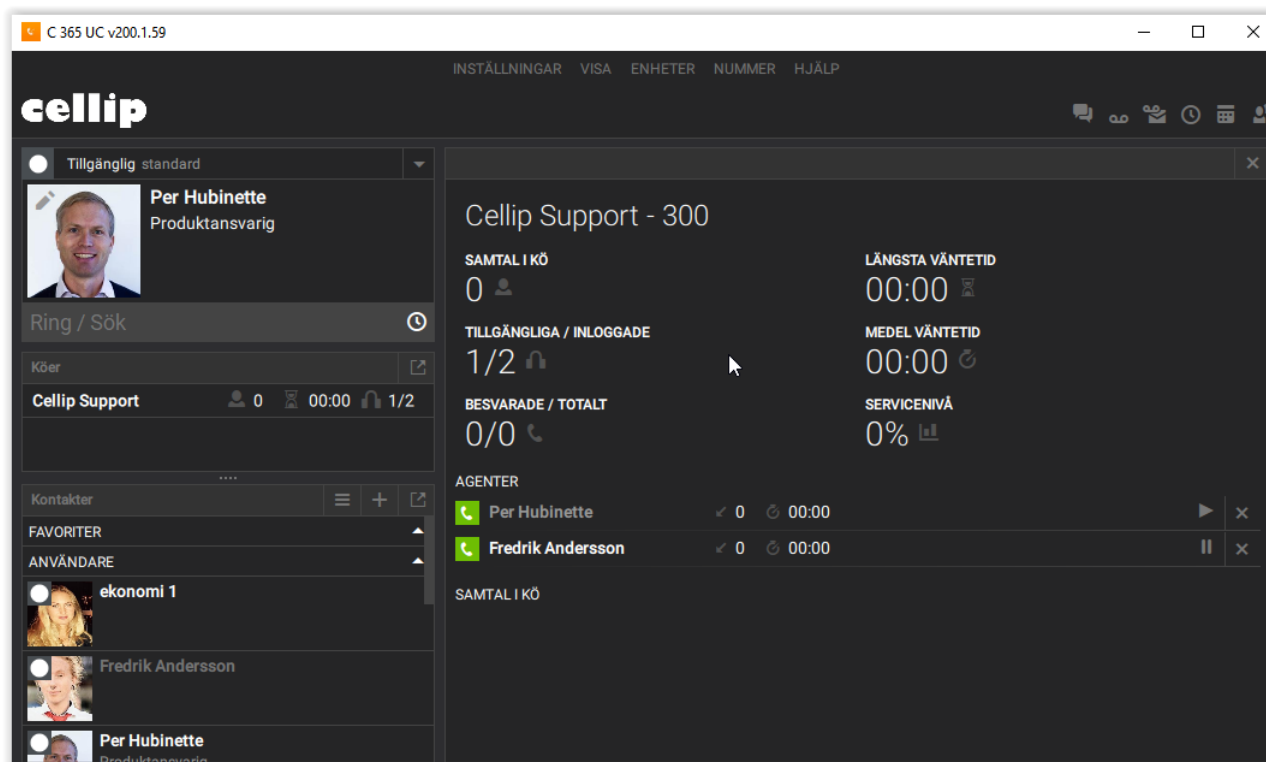 C 365 UC v200.1.59
INSTÄLLNINGAR VISA ENHETER NUMMER HJÄLP
cellip
Tillgänglig standard
Per Hubinette
Produktansvarig
Ring / Sök
Köer
Cellip Support 0 00:00 1/2
Kontakter
FAVORITER
ANVÄNDARE
ekonomi 1
Fredrik Andersson
Per Hubinette
Produktansvarig
Cellip Support - 300
SAMTAL I KÖ
0
LÄNGSTA VÄNTETID
00:00
TILLGÄNGLIGA / INLOGGADE
1/2
MEDEL VÄNTETID
00:00
BESVARADE / TOTALT
0/0
SERVICENIVÅ
0%
AGENTER
Per Hubinette 0 00:00
Fredrik Andersson 0 00:00
SAMTAL I KÖ